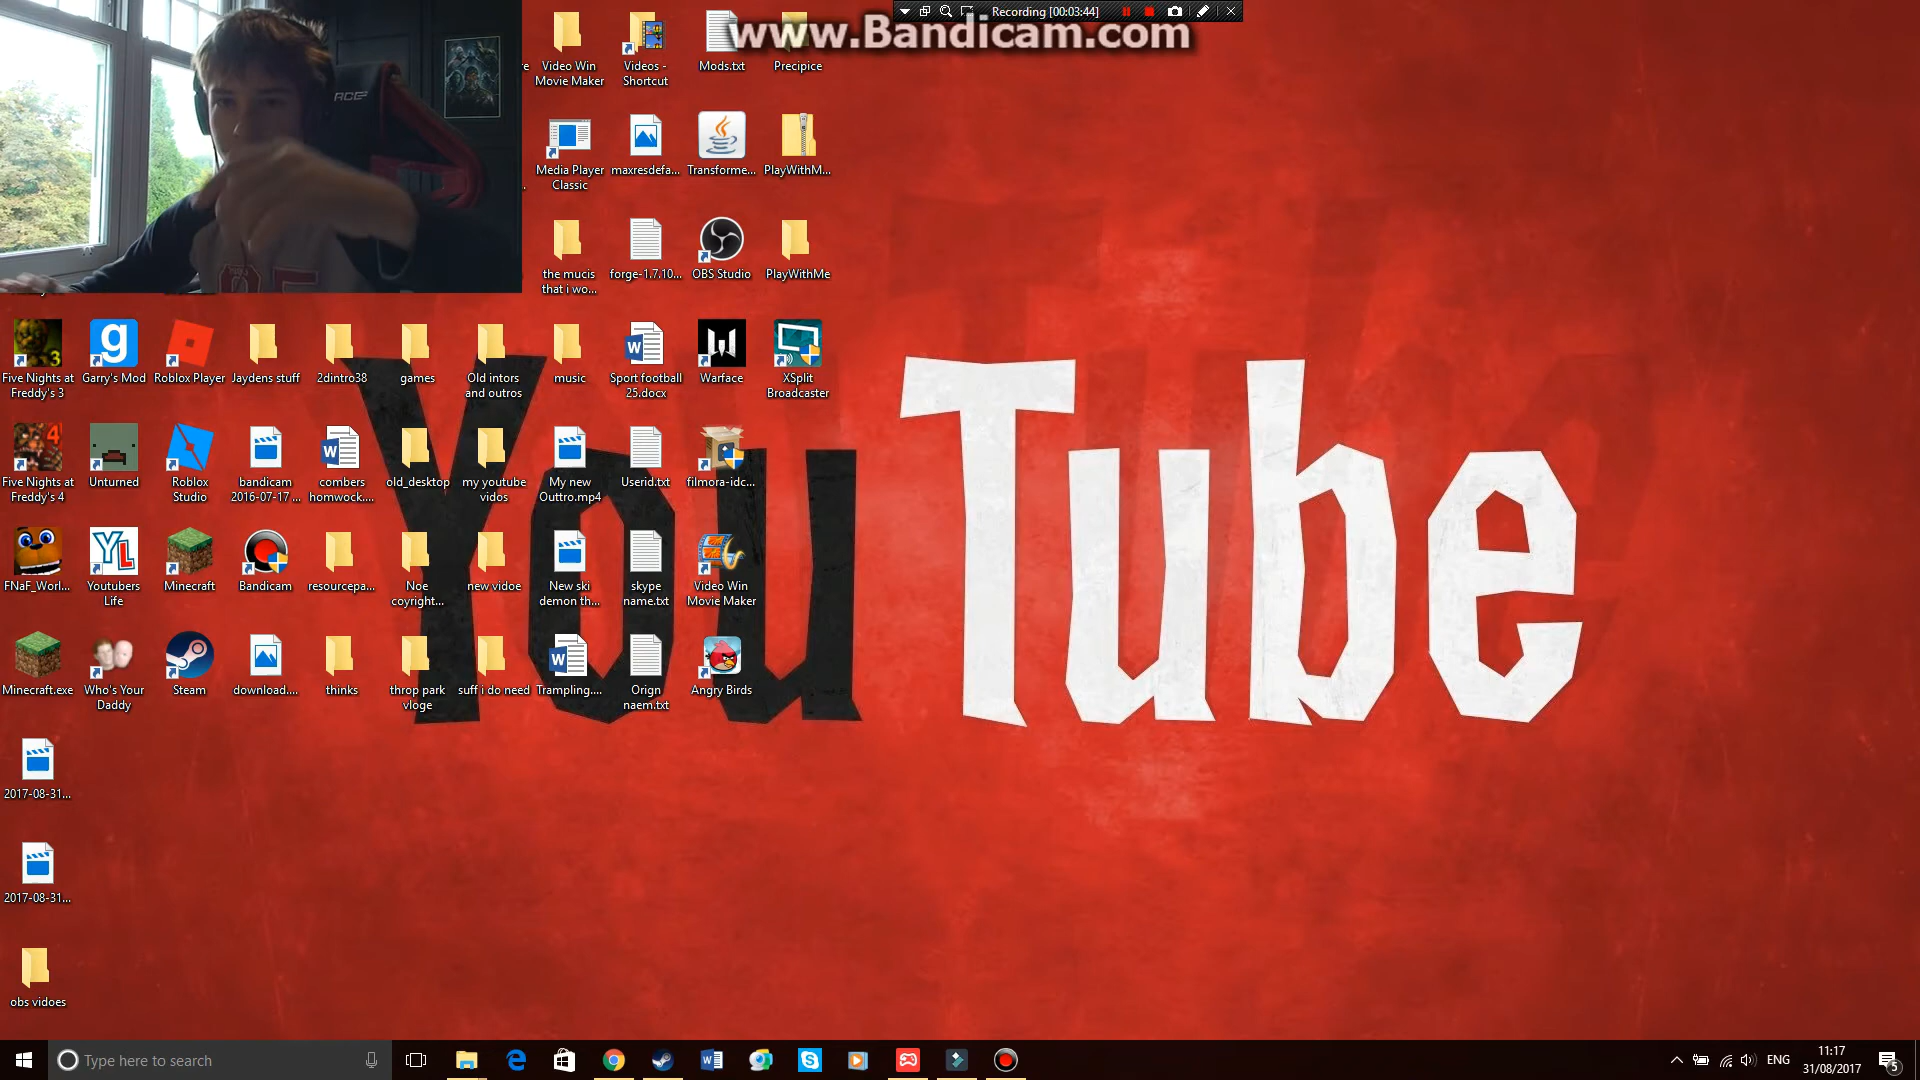 Recording [00:03:44]
www.Bandicam.com
Video Win
Movie Maker
Videos -
Shortcut
Mods.txt
Precipice
Media Player
Classic
maxresdefa...
Transforme...
PlayWithM...
the mucis
that i wo...
forge-1.7.10...
OBS Studio
PlayWithMe
Five Nights at
Freddy's 3
Garry's Mod
Roblox Player
Jaydens stuff
2dintro38
games
Old intors
and outros
music
Sport football
25.docx
Warface
XSplit
Broadcaster
Five Nights at
Freddy's 4
Unturned
Roblox
Studio
bandicam
2016-07-17 ...
combers
homwock....
old_desktop
my youtube
vidos
My new
Outtro.mp4
Userid.txt
filmora-idc...
FNaF_Worl...
Youtubers
Life
Minecraft
Bandicam
resourcepa...
Noe
coyright...
new vidoe
New ski
demon th...
skype
name.txt
Video Win
Movie Maker
Minecraft.exe
Who's Your
Daddy
Steam
download....
thinks
throp park
vloge
suff i do need
Trampling....
Orign
naem.txt
Angry Birds
2017-08-31...
2017-08-31...
obs vidoes
You Tube
Type here to search
ENG
11:17
31/08/2017
5